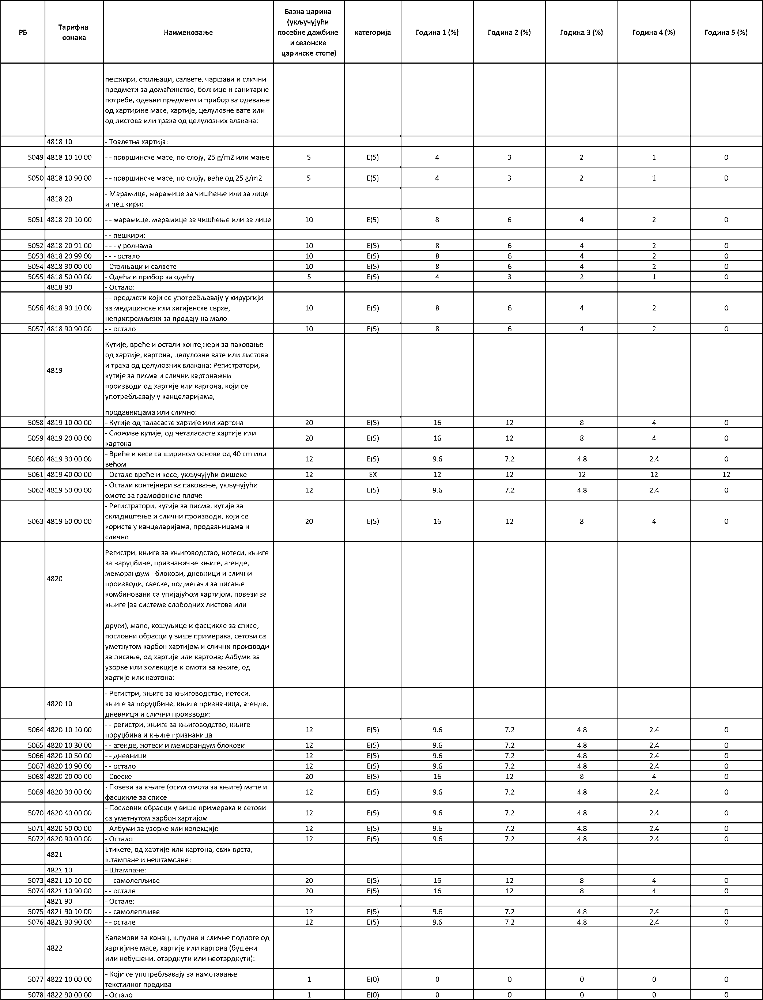 РБ Тарифна ознака Наименовање Базна царина (укључујући посебне дажбине и сезонске царинске стопе) категорија Година 1 (%) Година 2 (%) Година 3 (%) Година 4 (%) Година 5 (%)
пешкири, столњаци, салвете, чаршави и слични
предмети за домаћинство, болнице и санитарне
потребе, одевни предмети и прибор за одевање
од хартијине масе, хартије, целулозне вате или
од листова или трака од целулозних влакана:
4818 10 - Тоалетна хартија:
5049 4818 10 10 00 - - површинске масе, по слоју, 25 g/m2 или мање 5 E(5) 4 3 2 1 0
5050 4818 10 90 00 - - површинске масе, по слоју, веће од 25 g/m2 5 E(5) 4 3 2 1 0
4818 20 - Марамице, марамице за чишћење или за лице
и пешкири:
5051 4818 20 10 00 - - марамице, марамице за чишћење или за лице 10 E(5) 8 6 4 2 0
- - пешкири:
5052 4818 20 91 00 - - - у ролнама 10 E(5) 8 6 4 2 0
5053 4818 20 99 00 - - - остало 10 E(5) 8 6 4 2 0
5054 4818 30 00 00 - Столњаци и салвете 10 E(5) 8 6 4 2 0
5055 4818 50 00 00 - Одећа и прибор за одећу 5 E(5) 4 3 2 1 0
4818 90 - Остало:
- - предмети који се употребљавају у хирургији
5056 4818 90 10 00 за медицинске или хигијенске сврхе, 10 E(5) 8 6 4 2 0
неприпремљени за продају на мало
5057 4818 90 90 00 - - остало 10 E(5) 8 6 4 2 0
4819 Кутије, вреће и остали контејнери за паковање
од хартије, картона, целулозне вате или листова
и трака од целулозних влакана; Регистратори,
кутије за писма и слични картонажни
производи од хартије или картона, који се
употребљавају у канцеларијама,
продавницама или слично:
5058 4819 10 00 00 - Кутије од таласасте хартије или картона 20 E(5) 16 12 8 4 0
5059 4819 20 00 00 - Сложиве кутије, од неталасасте хартије или
картона 20 E(5) 16 12 8 4 0
5060 4819 30 00 00 - Вреће и кесе са ширином основе од 40 cm или
већом 12 E(5) 9.6 7.2 4.8 2.4 0
5061 4819 40 00 00 - Остале вреће и кесе, укључујући фишеке 12 EX 12 12 12 12 12
5062 4819 50 00 00 - Остали контејнери за паковање, укључујући
омоте за грамофонске плоче 12 E(5) 9.6 7.2 4.8 2.4 0
5063 4819 60 00 00 - Регистратори, кутије за писма, кутије за
складиштење и слични производи, који се
користе у канцеларијама, продавницама и
слично 20 E(5) 16 12 8 4 0
4820 Регистри, књиге за књиговодство, нотеси, књиге
за наруџбине, признаничне књиге, агенде,
меморандум - блокови, дневници и слични
производи, свеске, подметачи за писање
комбиновани са упијајућом хартијом, повези за
књиге (за системе слободних листова или
други), мапе, кошуљице и фасцикле за списе,
пословни обрасци у више примерака, сетови са
уметнутом карбон хартијом и слични производи
за писање, од хартије или картона; Албуми за
узорке или колекције и омоти за књиге, од
хартије или картона:
4820 10 - Регистри, књиге за књиговодство, нотеси,
књиге за поруџбине, књиге признаница, агенде,
дневници и слични производи:
5064 4820 10 10 00 - - регистри, књиге за књиговодство, књиге
поруџбина и књиге признаница 12 E(5) 9.6 7.2 4.8 2.4 0
5065 4820 10 30 00 - - агенде, нотеси и меморандум блокови 12 E(5) 9.6 7.2 4.8 2.4 0
5066 4820 10 50 00 - - дневници 12 E(5) 9.6 7.2 4.8 2.4 0
5067 4820 10 90 00 - - остало 12 E(5) 9.6 7.2 4.8 2.4 0
5068 4820 20 00 00 - Свеске 20 E(5) 16 12 8 4 0
5069 4820 30 00 00 - Повези за књиге (осим омота за књиге) мапе и
фасцикле за списе 12 E(5) 9.6 7.2 4.8 2.4 0
5070 4820 40 00 00 - Пословни обрасци у више примерака и сетови
са уметнутом карбон хартијом 12 E(5) 9.6 7.2 4.8 2.4 0
5071 4820 50 00 00 - Албуми за узорке или колекције 12 E(5) 9.6 7.2 4.8 2.4 0
5072 4820 90 00 00 - Остало 12 E(5) 9.6 7.2 4.8 2.4 0
4821 Етикете, од хартије или картона, свих врста,
штампане и нештампане:
4821 10 - Штампане:
5073 4821 10 10 00 - - самолепљиве 20 E(5) 16 12 8 4 0
5074 4821 10 90 00 - - остале 20 E(5) 16 12 8 4 0
4821 90 - Остале:
5075 4821 90 10 00 - - самолепљиве 12 E(5) 9.6 7.2 4.8 2.4 0
5076 4821 90 90 00 - - остале 12 E(5) 9.6 7.2 4.8 2.4 0
4822 Калемови за конац, шпулне и сличне подлоге од
хартијине масе, хартије или картона (бушени
или небушени, отврднути или неотврднути):
5077 4822 10 00 00 - Који се употребљавају за намотавање
текстилног предива 1 E(0) 0 0 0 0 0
5078 4822 90 00 00 - Остало 1 E(0) 0 0 0 0 0